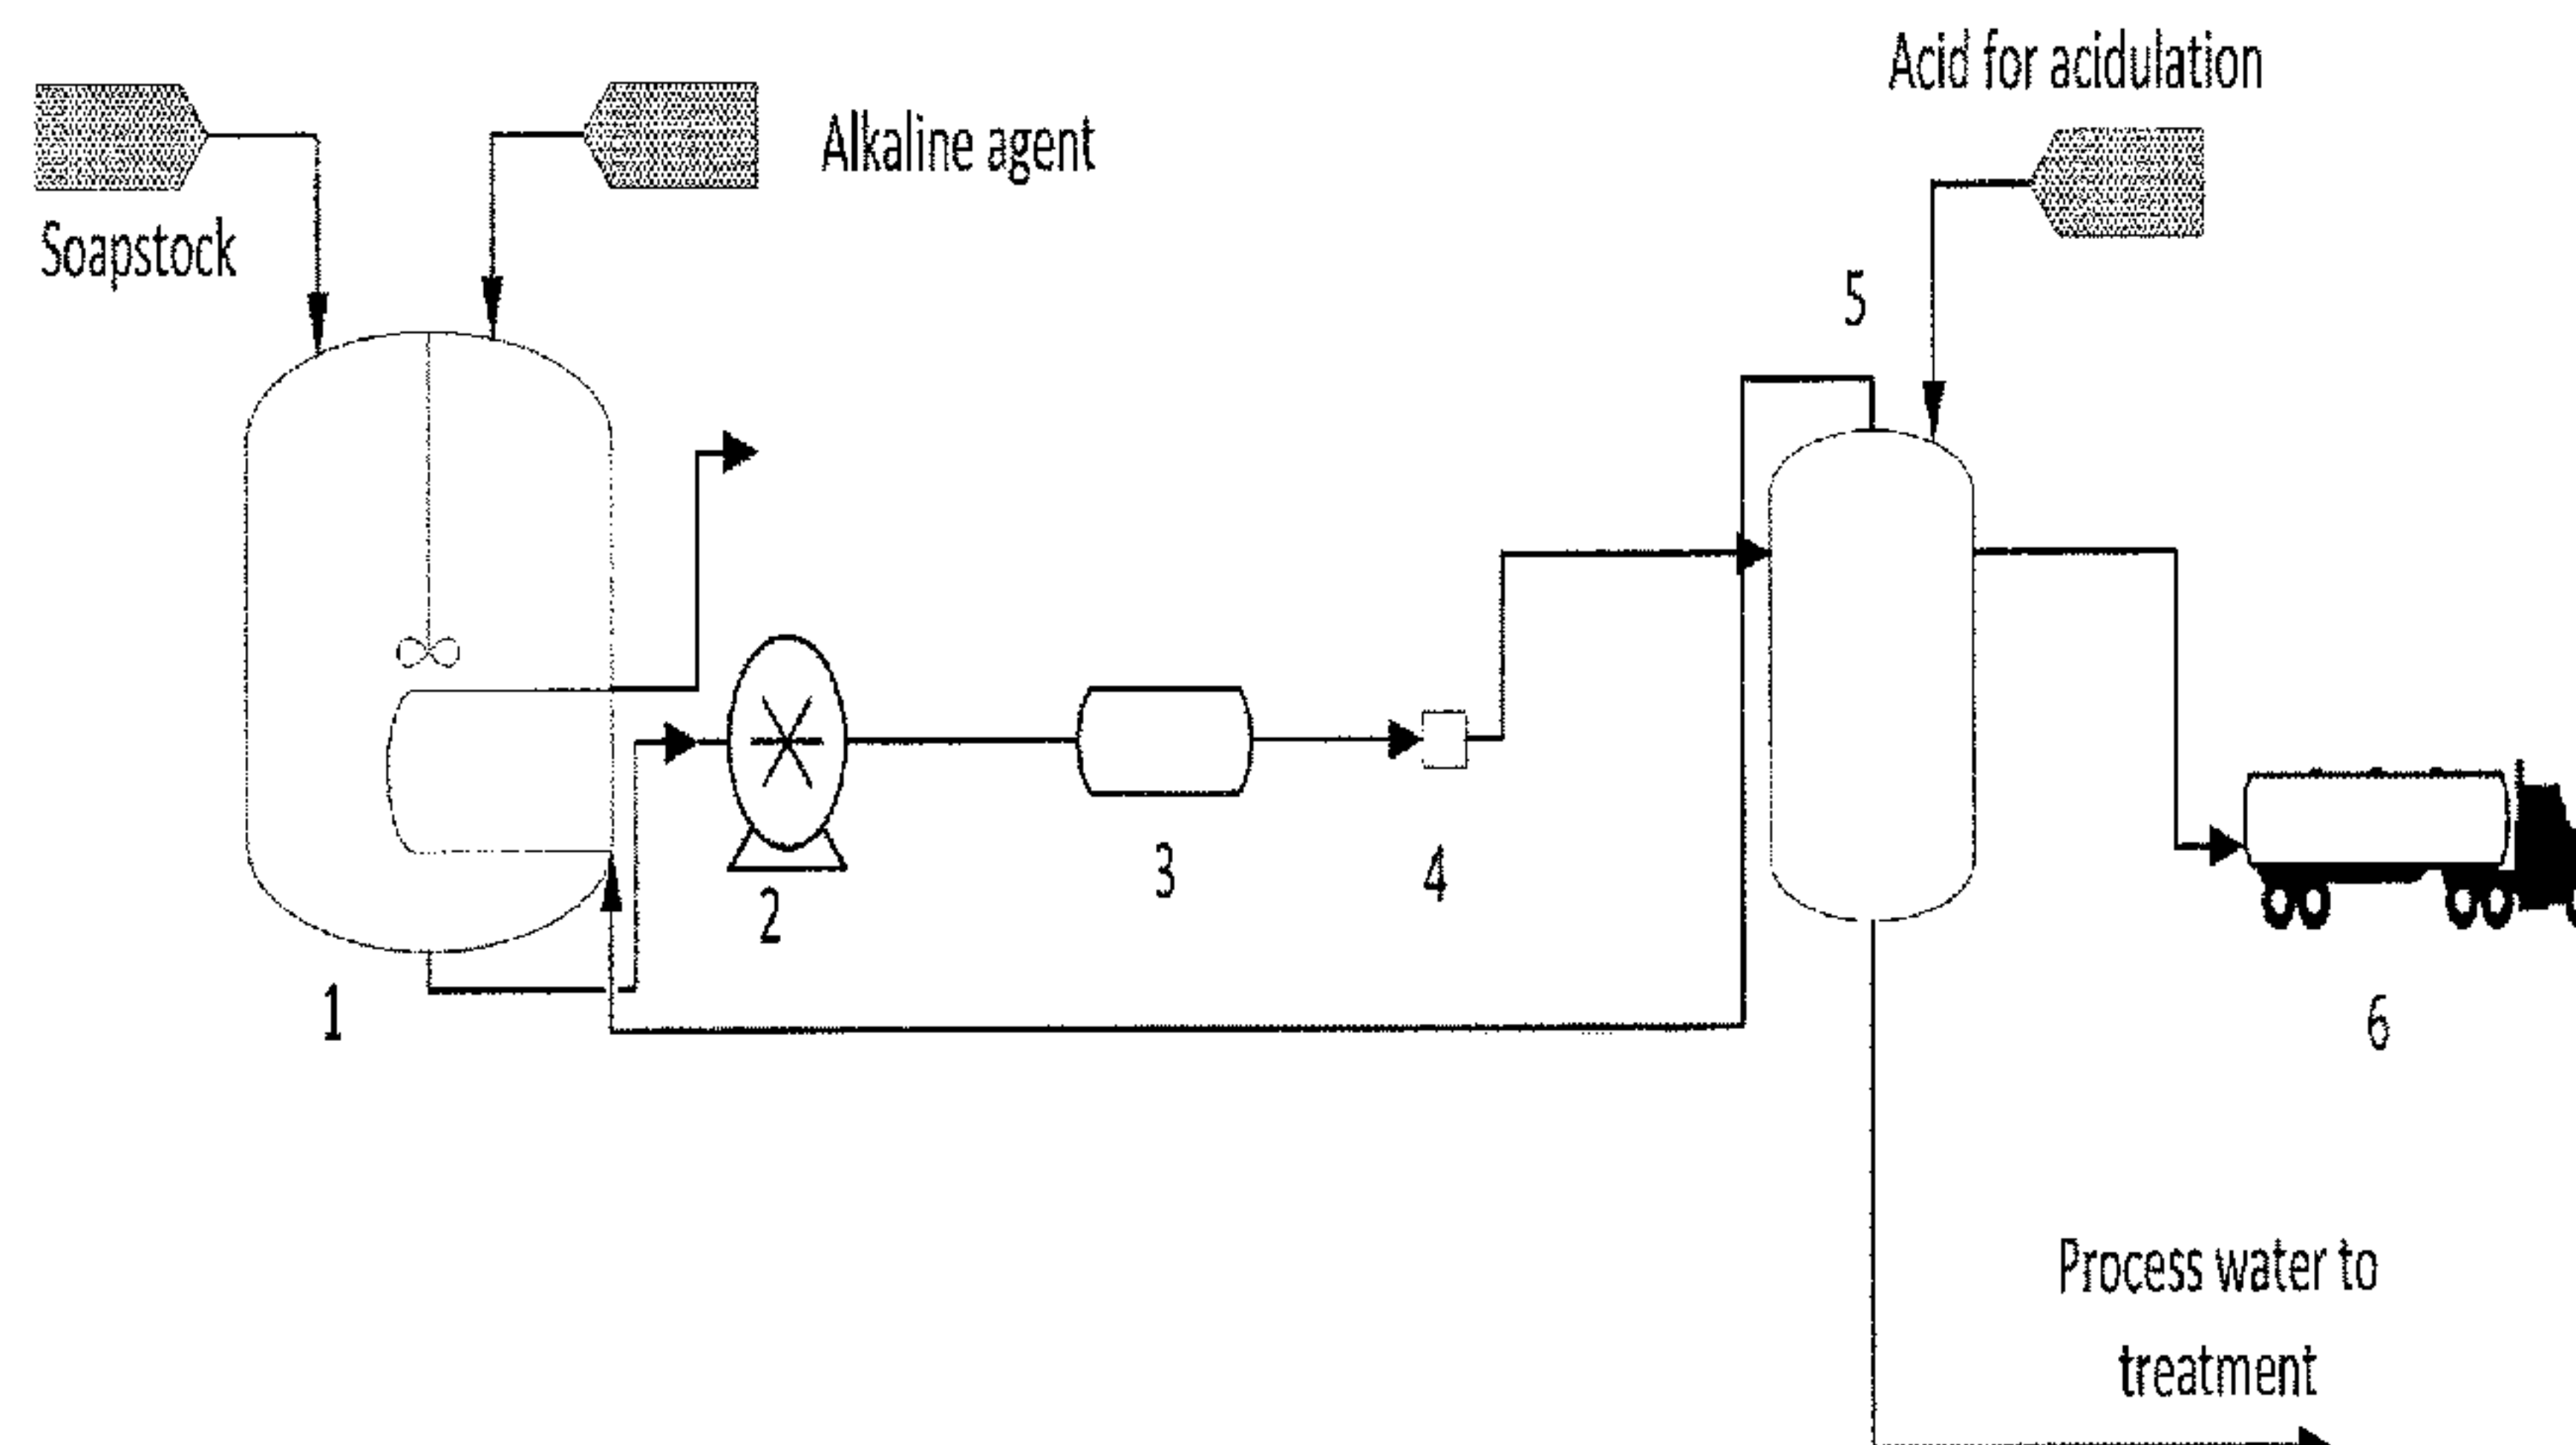 Acid for acidulation
Alkaline agent
Soapstock
5
3
4
2
1
6
Process water to
treatment